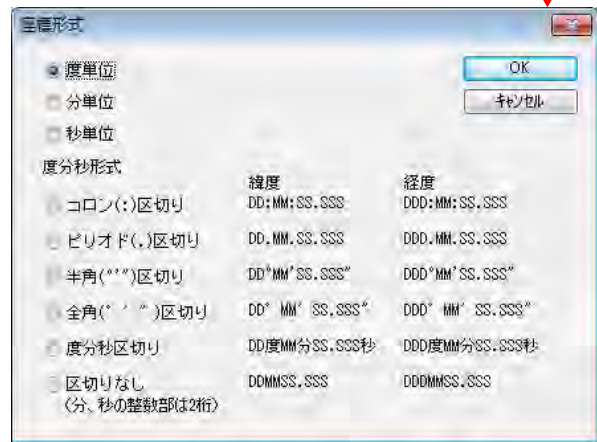 座標形式
度単位
OK
分単位
キャンセル
秒単位
度分秒形式
緯度 経度
コロン(:)区切り DD:MM:SS.SSS DDD:MM:SS.SSS
ピリオド(.)区切り DD.MM.SS.SSS DDD.MM.SS.SSS
半角(°'")区切り DD°MM'SS.SSS" DDD°MM'SS.SSS"
全角(° ′ ″)区切り DD° MM′ SS.SSS″ DDD° MM′ SS.SSS″
度分秒区切り DD度MM分SS.SSS秒 DDD度MM分SS.SSS秒
区切りなし DDMMSS.SSS DDDMMSS.SSS
(分、秒の整数部は2桁)